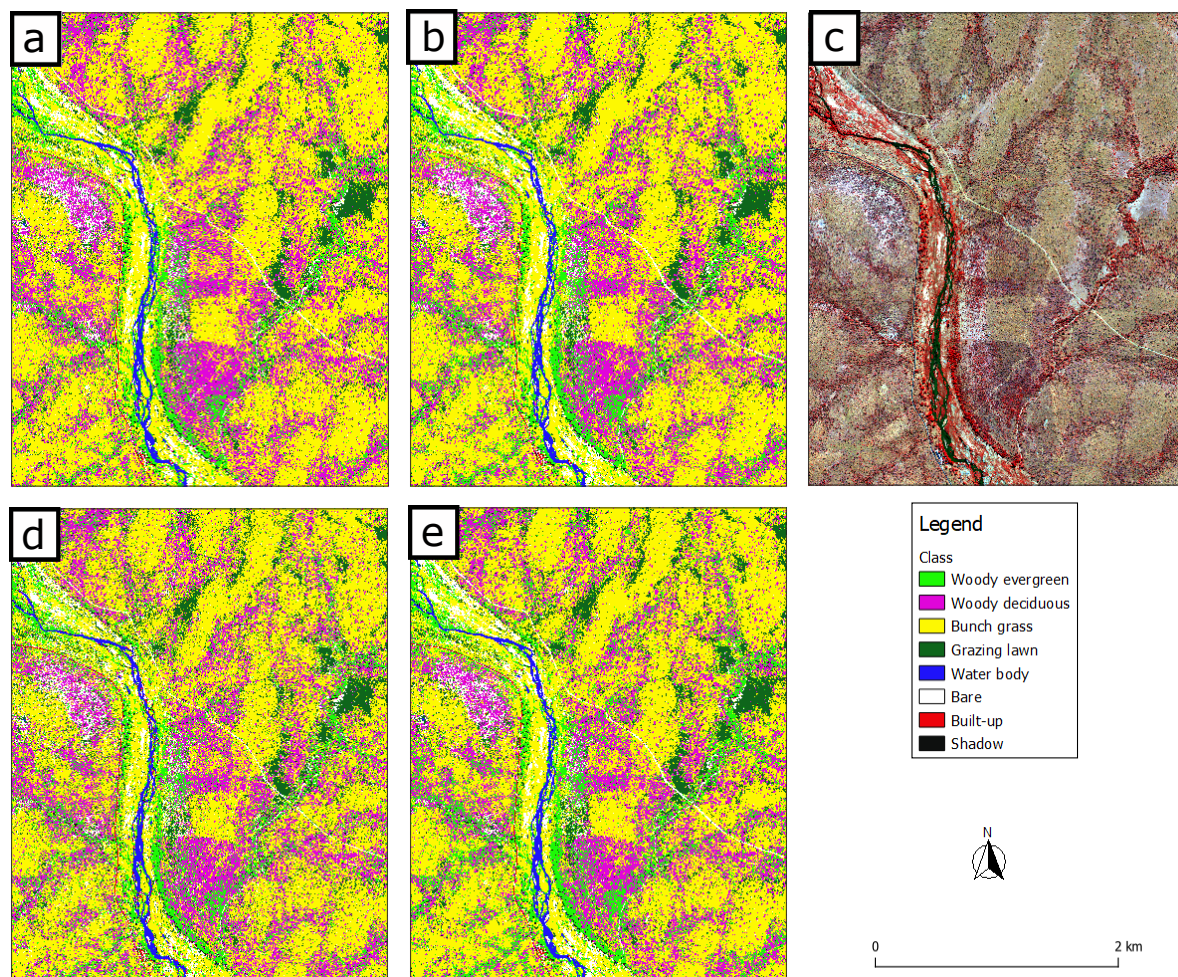 a
b
c
d
e
Legend
Class
Woody evergreen
Woody deciduous
Bunch grass
Grazing lawn
Water body
Bare
Built-up
Shadow
N
0
2 km